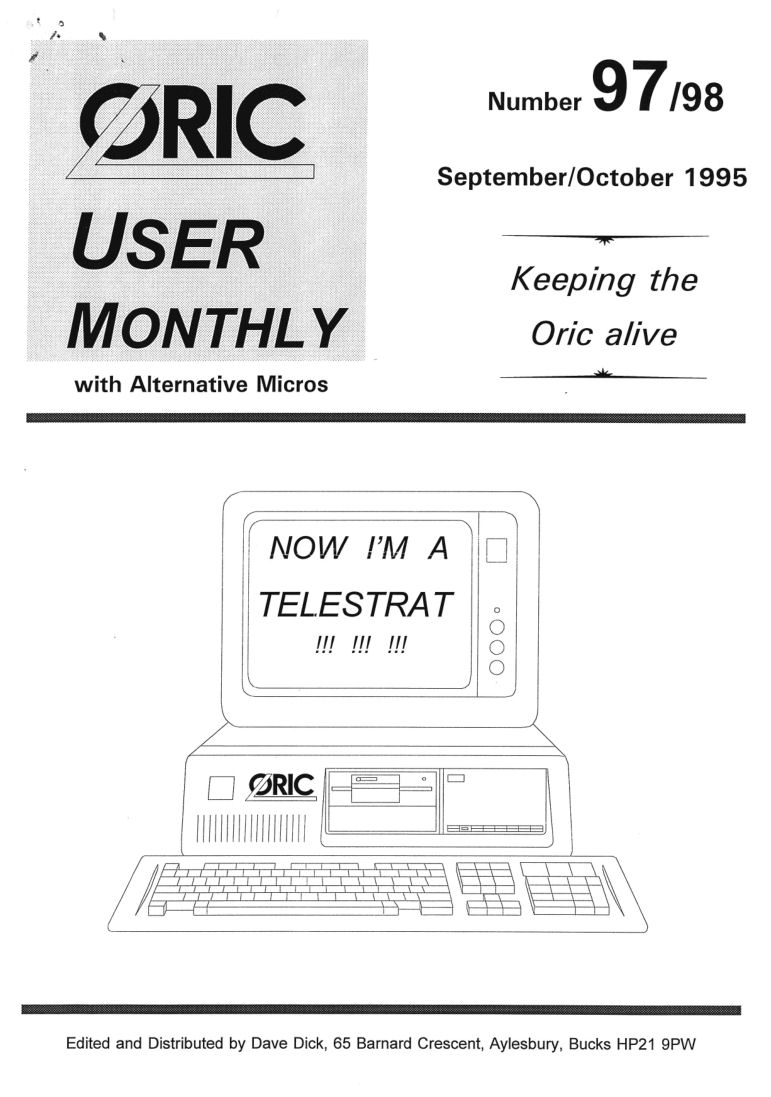 ORIC
USER
MONTHLY
with Alternative Micros
Number 97/98
September/October 1995
Keeping the
Oric alive
NOW I'M A
TELESTRAT
!!! !!! !!!
ORIC
Edited and Distributed by Dave Dick, 65 Barnard Crescent, Aylesbury, Bucks HP21 9PW